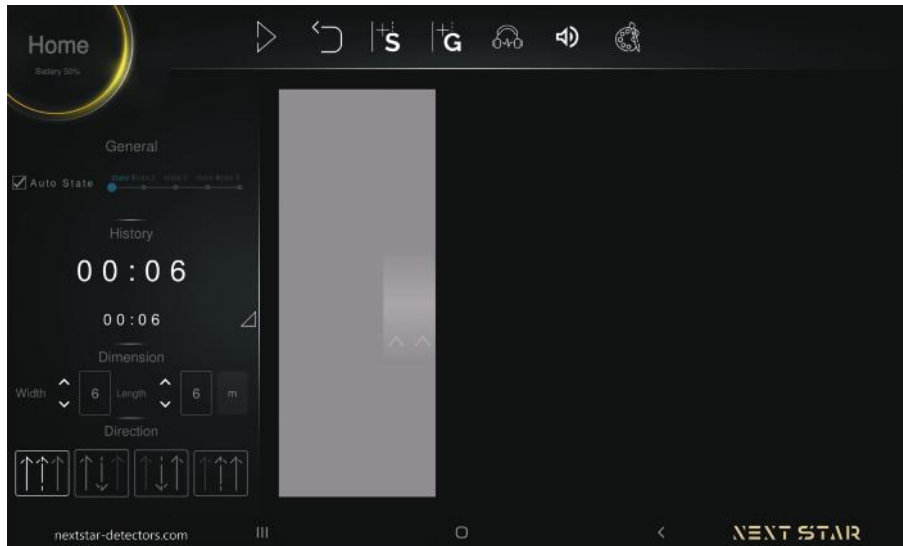 Home
Battery 50%
S
G
General
Auto State
History
00:06
00:06
Dimension
Width 6 Length 6 m
Direction
nextstar-detectors.com
NEXT STAR